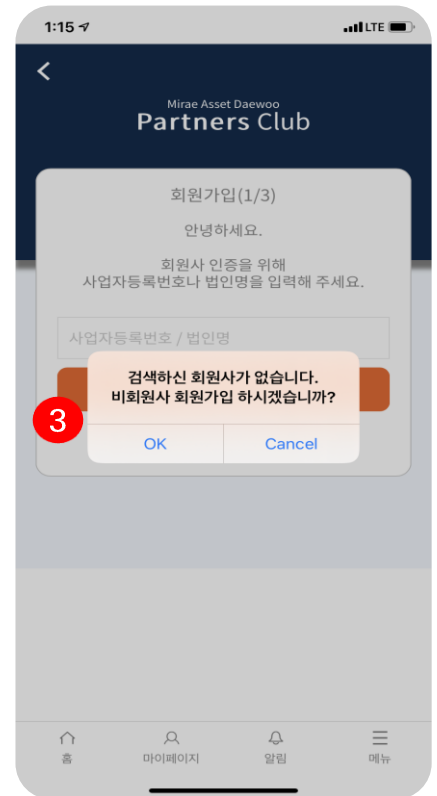 1:15
LTE
Mirae Asset Daewoo
Partners Club
회원가입(1/3)
안녕하세요.
회원사 인증을 위해
사업자등록번호나 법인명을 입력해 주세요.
사업자등록번호 / 법인명
검색하신 회원사가 없습니다.
비회원사 회원가입 하시겠습니까?
3
OK Cancel
홈 마이페이지 알림 메뉴